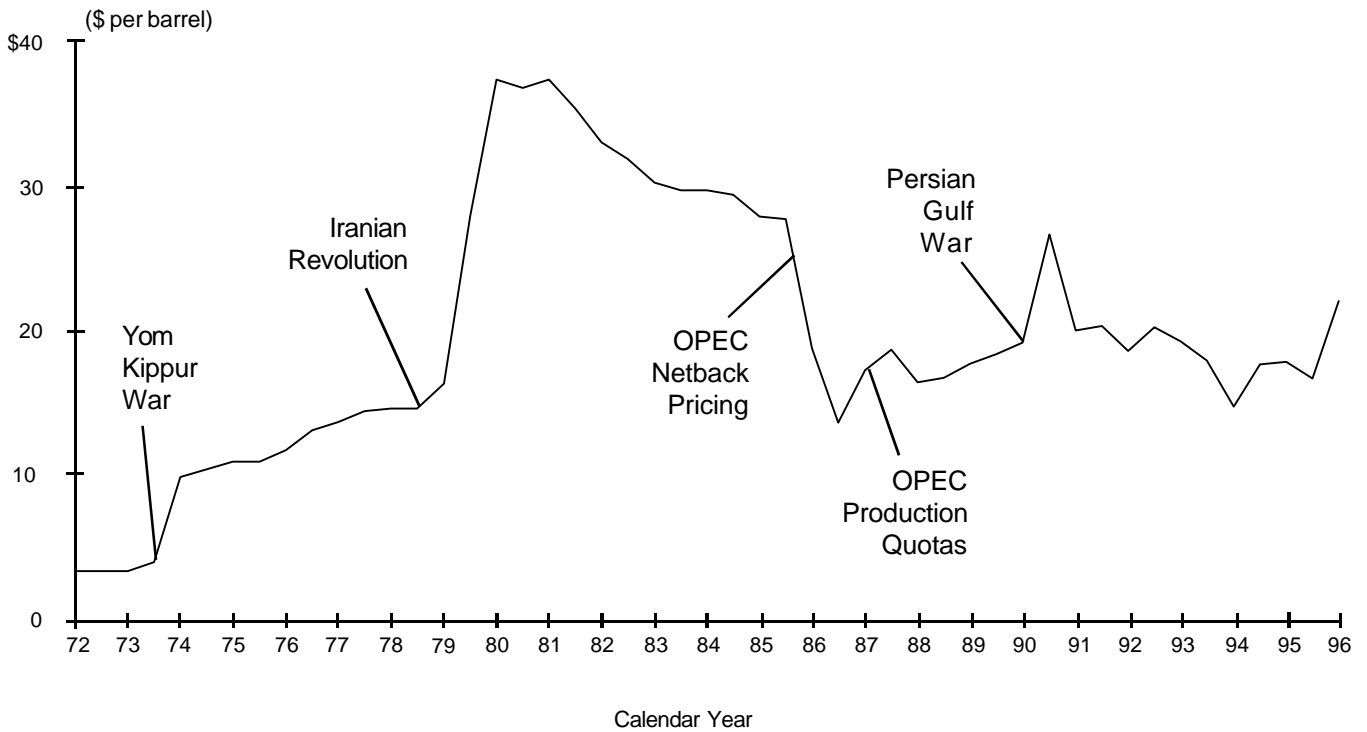 ($ per barrel)
$40
30
20
10
0
Yom
Kippur
War
Iranian
Revolution
OPEC
Netback
Pricing
Persian
Gulf
War
OPEC
Production
Quotas
72 73 74 75 76 77 78 79 80 81 82 83 84 85 86 87 88 89 90 91 92 93 94 95 96
Calendar Year